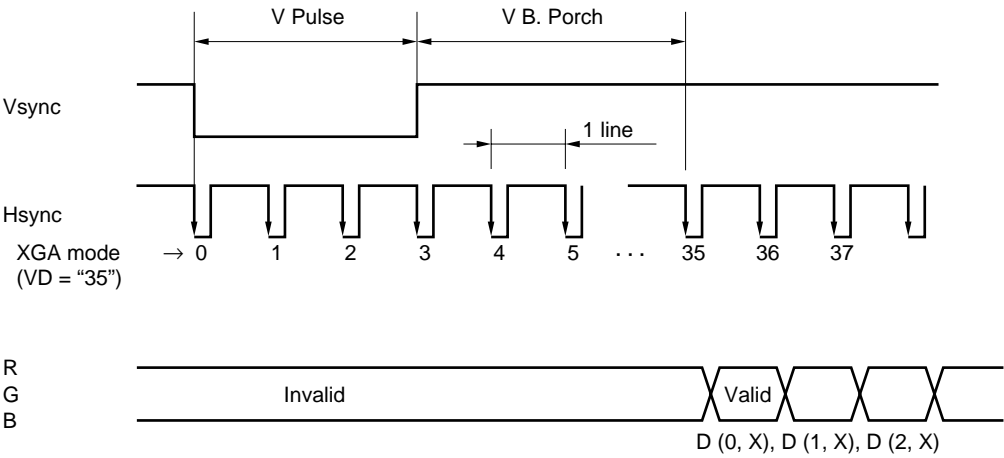 V Pulse V B. Porch
Vsync
1 line
Hsync
XGA mode → 0 1 2 3 4 5 · · · 35 36 37
(VD = “35”)
R
G Invalid Valid
B
D (0, X), D (1, X), D (2, X)